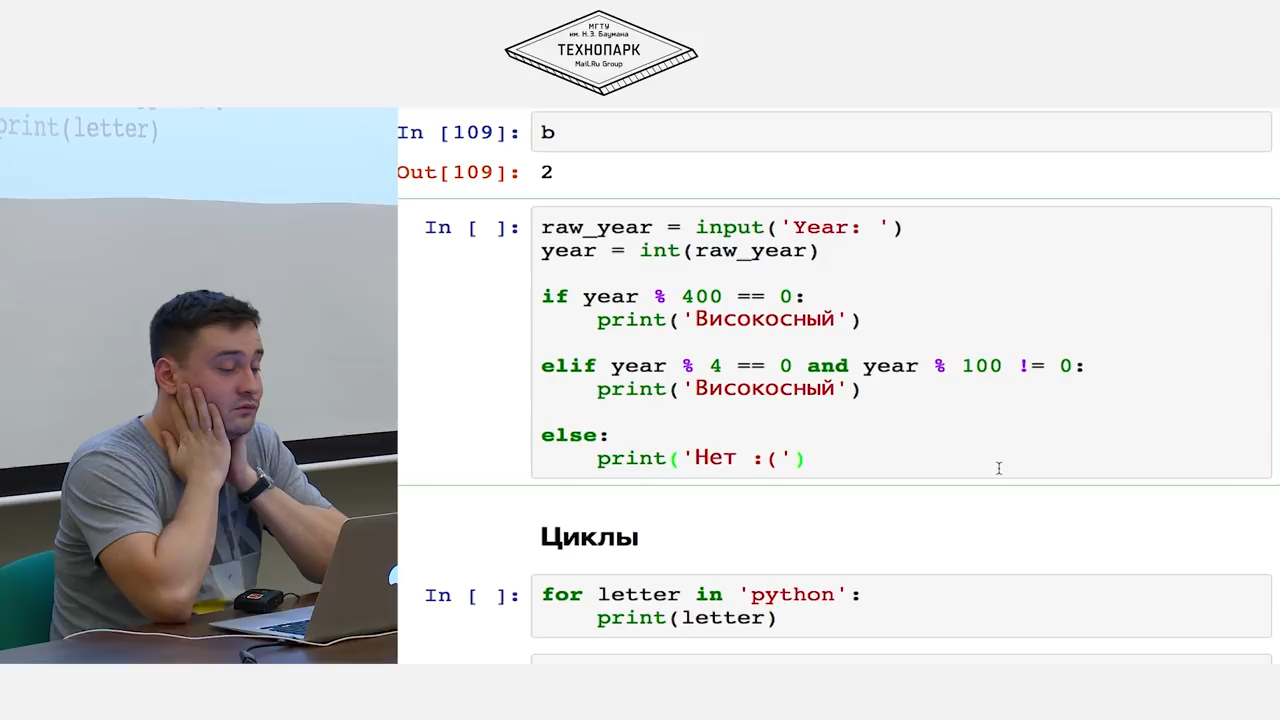 МГТУ
им. Н.Э. Баумана
ТЕХНОПАРК
Mail.Ru Group
print(letter)
In [109]: b
Out[109]: 2
In [ ]: raw_year = input('Year: ')
year = int(raw_year)
if year % 400 == 0:
print('Високосный')
elif year % 4 == 0 and year % 100 != 0:
print('Високосный')
else:
print('Нет :(')
Циклы
In [ ]: for letter in 'python':
print(letter)